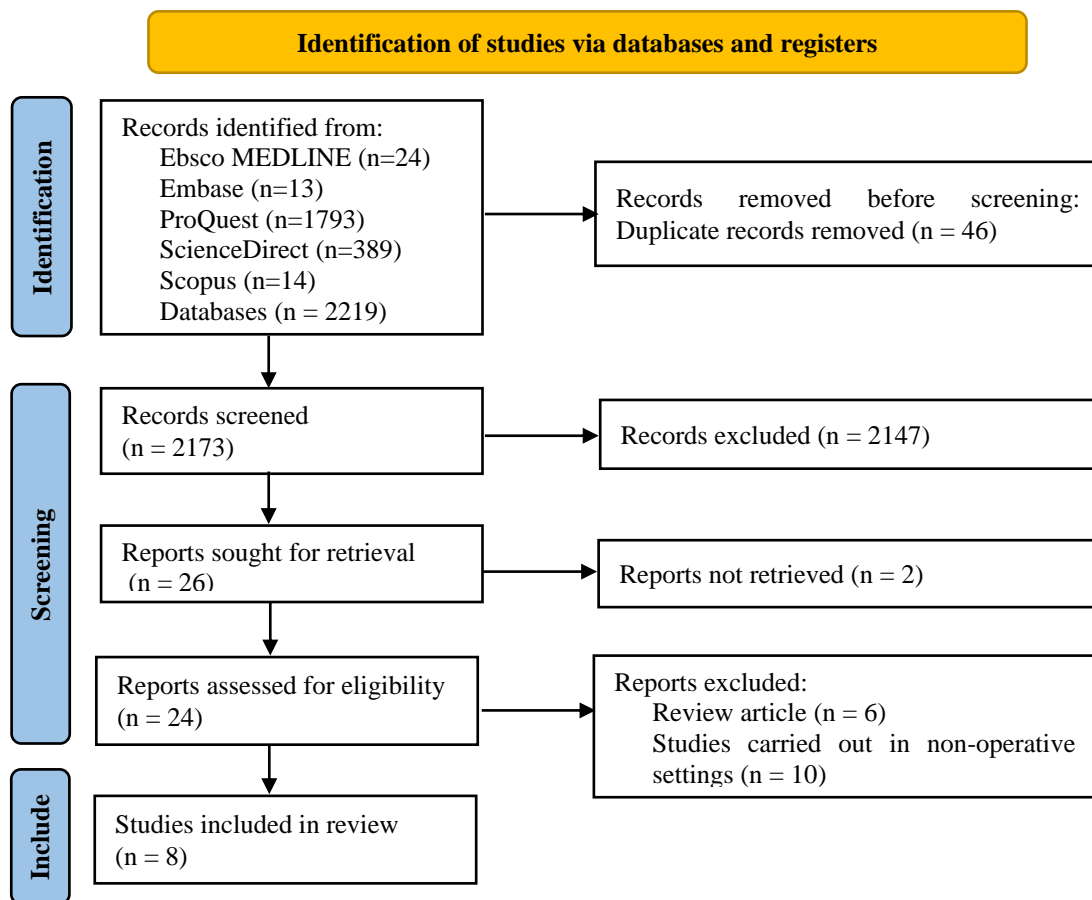 Identification of studies via databases and registers
Identification
Records identified from:
Ebsco MEDLINE (n=24)
Embase (n=13)
ProQuest (n=1793)
ScienceDirect (n=389)
Scopus (n=14)
Databases (n = 2219)
Records removed before screening:
Duplicate records removed (n = 46)
Screening
Records screened
(n = 2173)
Records excluded (n = 2147)
Reports sought for retrieval
(n = 26)
Reports not retrieved (n = 2)
Reports assessed for eligibility
(n = 24)
Reports excluded:
Review article (n = 6)
Studies carried out in non-operative
settings (n = 10)
Include
Studies included in review
(n = 8)